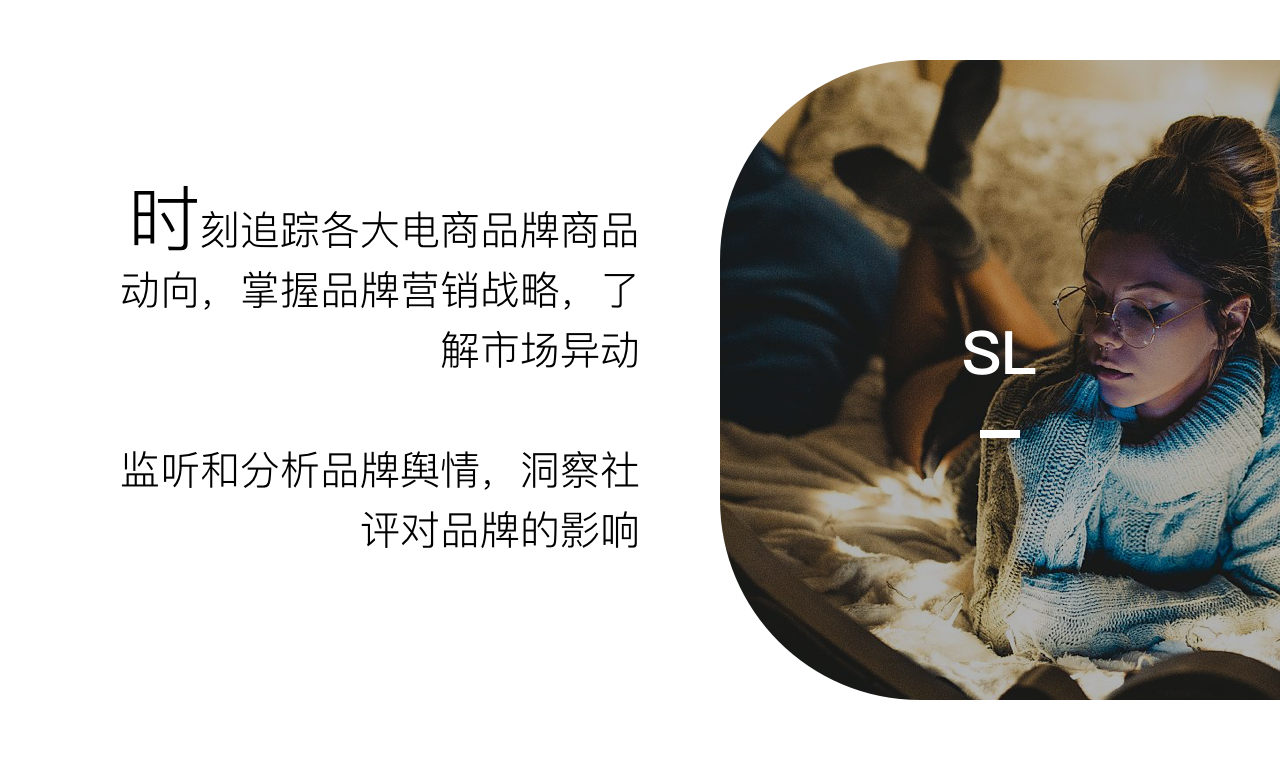 时刻追踪各大电商品牌商品
动向，掌握品牌营销战略，了
解市场异动
监听和分析品牌舆情，洞察社
评对品牌的影响
SL